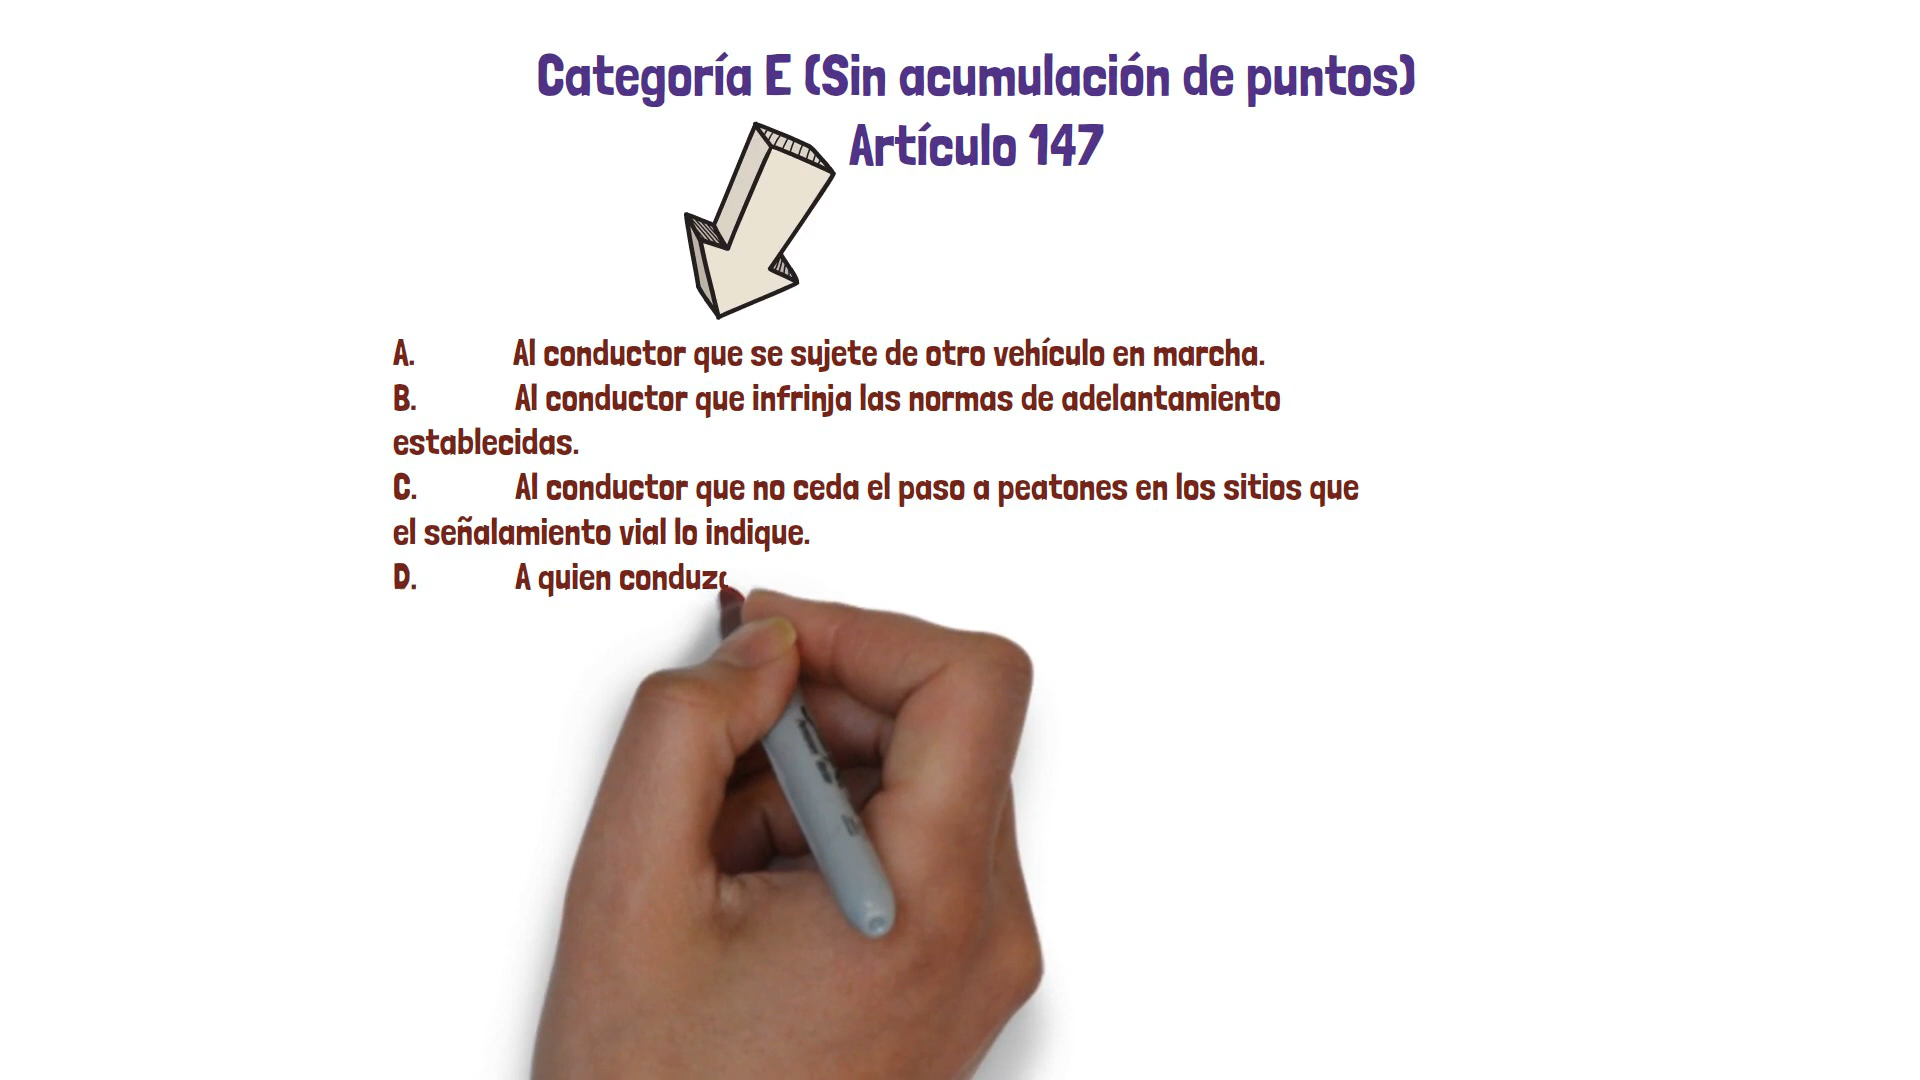 Categoría E (Sin acumulación de puntos)
Artículo 147
A. Al conductor que se sujete de otro vehículo en marcha.
B. Al conductor que infrinja las normas de adelantamiento
establecidas.
C. Al conductor que no ceda el paso a peatones en los sitios que
el señalamiento vial lo indique.
D. A quien